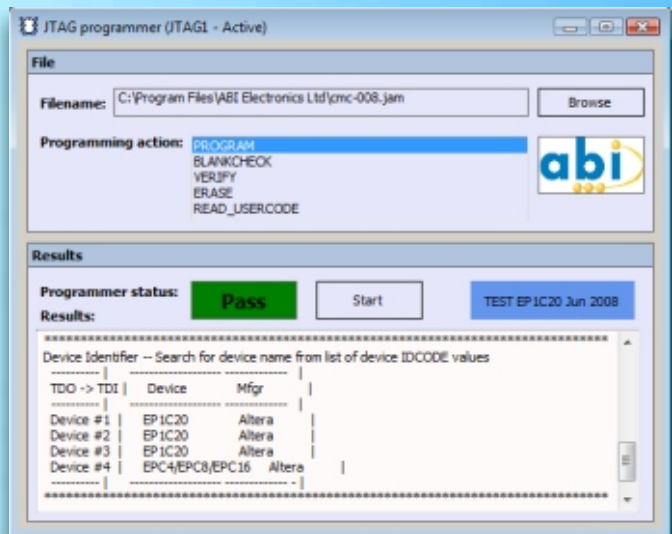 JTAG programmer (JTAG1 - Active)
File
Filename: C:\Program Files\ABI Electronics Ltd\cmc-008.jam Browse
Programming action: PROGRAM
BLANKCHECK
VERIFY
ERASE
READ_USERCODE
abi
Results
Programmer status: Pass Start TEST EP1C20 Jun 2008
Results:
********************************************************************************
Device Identifier -- Search for device name from list of device IDCODE values
---------- | -------------------- ------------- |
TDO -> TDI | Device Mfgr |
---------- | -------------------- ------------- |
Device #1 | EP1C20 Altera |
Device #2 | EP1C20 Altera |
Device #3 | EP1C20 Altera |
Device #4 | EPC4/EPC8/EPC16 Altera |
---------- | -------------------- ------------- - |
********************************************************************************